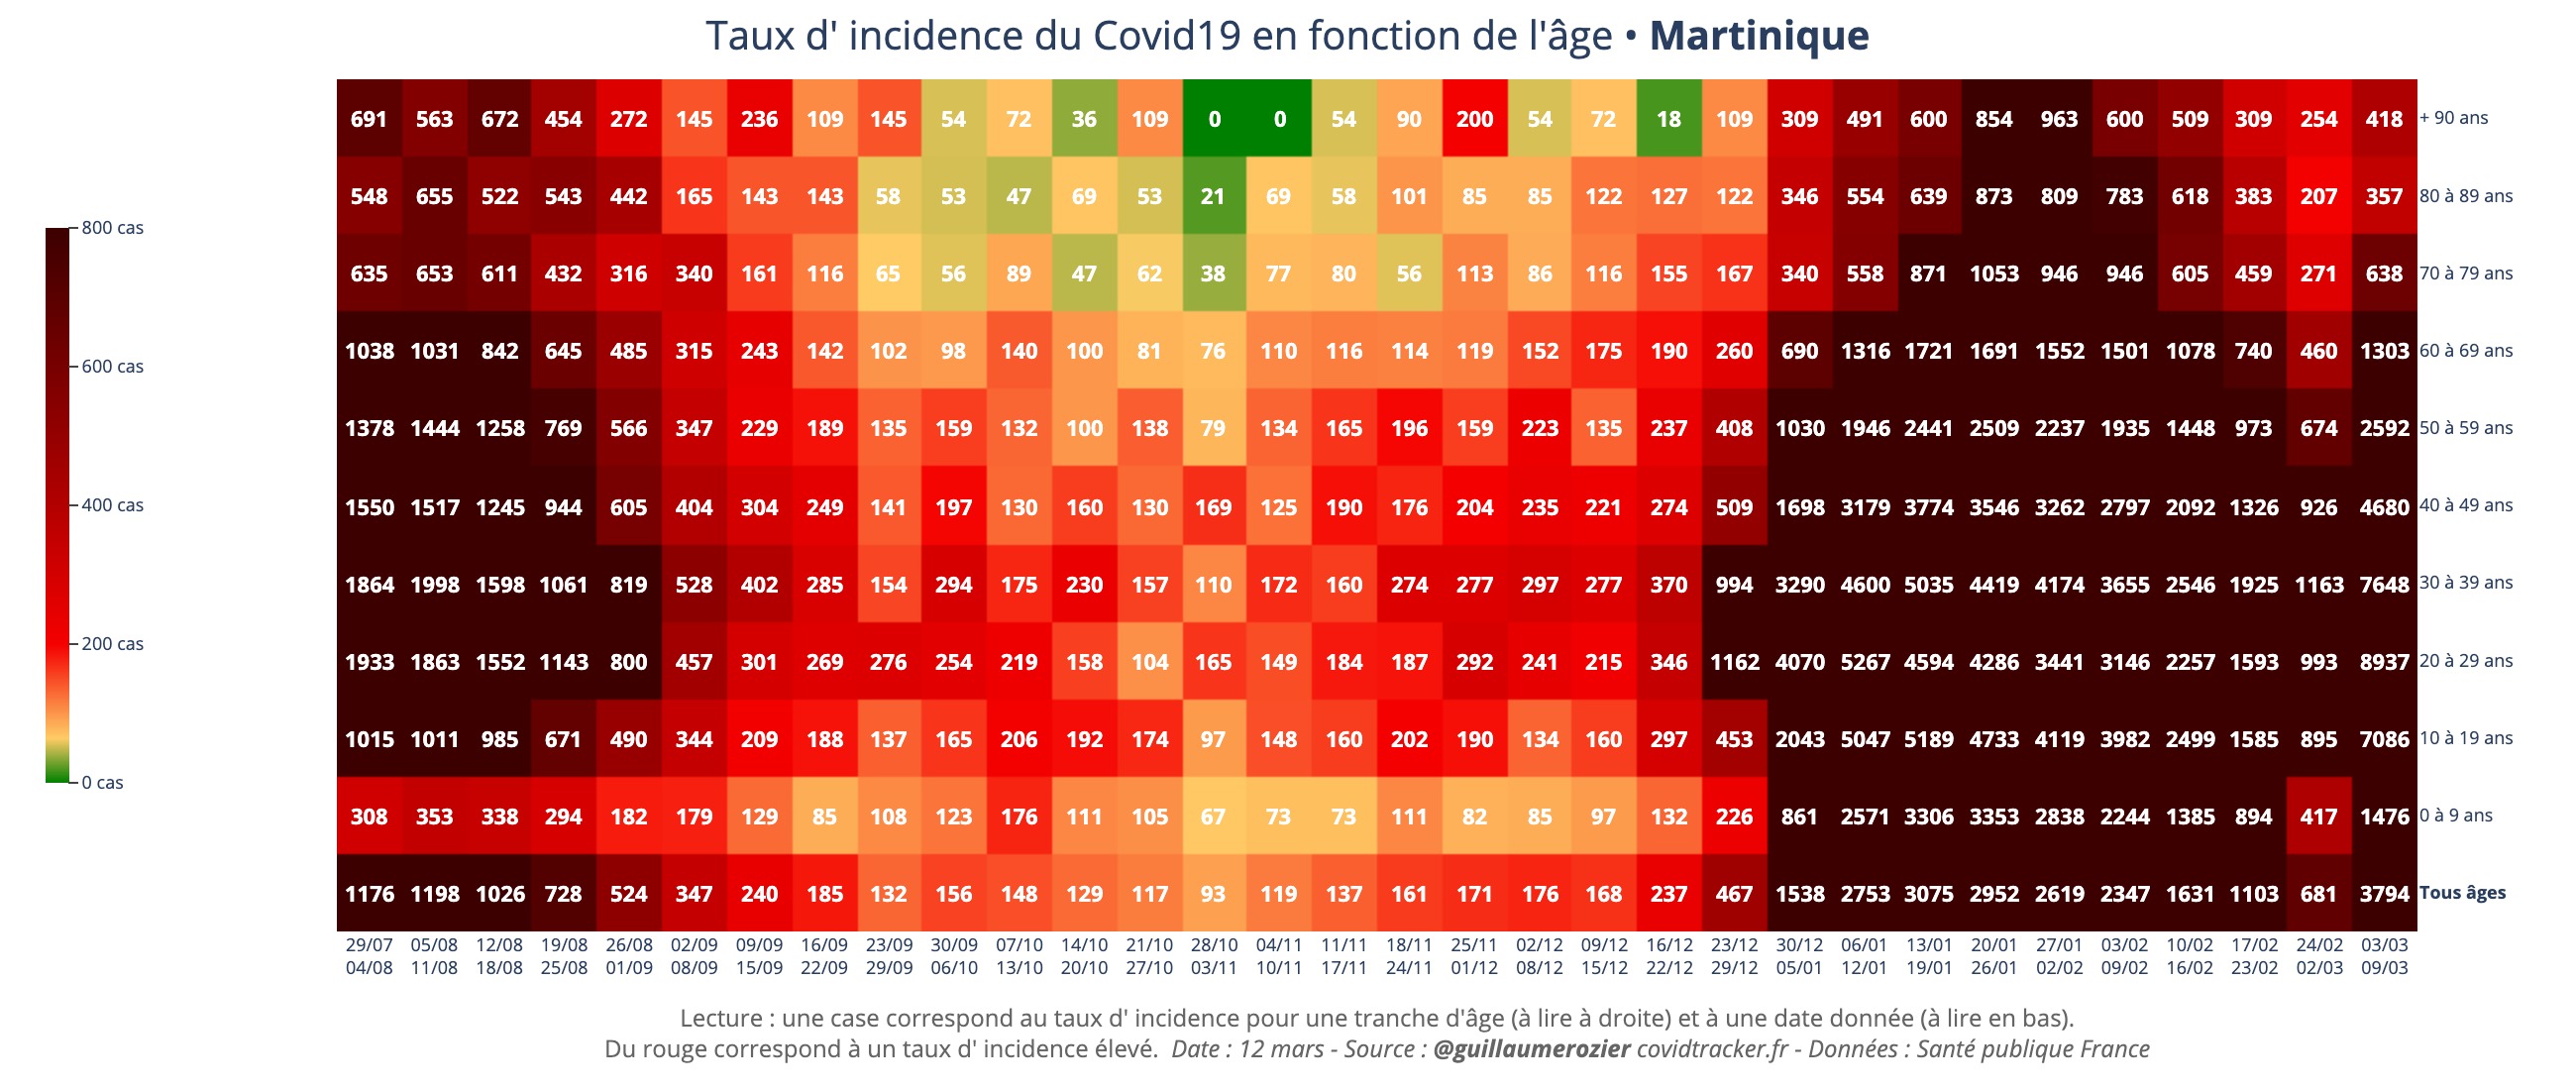 Taux d' incidence du Covid19 en fonction de l'âge • Martinique
800 cas
600 cas
400 cas
200 cas
0 cas
691 563 672 454 272 145 236 109 145 54 72 36 109 0 0 54 90 200 54 72 18 109 309 491 600 854 963 600 509 309 254 418 + 90 ans
548 655 522 543 442 165 143 143 58 53 47 69 53 21 69 58 101 85 85 122 127 122 346 554 639 873 809 783 618 383 207 357 80 à 89 ans
635 653 611 432 316 340 161 116 65 56 89 47 62 38 77 80 56 113 86 116 155 167 340 558 871 1053 946 946 605 459 271 638 70 à 79 ans
1038 1031 842 645 485 315 243 142 102 98 140 100 81 76 110 116 114 119 152 175 190 260 690 1316 1721 1691 1552 1501 1078 740 460 1303 60 à 69 ans
1378 1444 1258 769 566 347 229 189 135 159 132 100 138 79 134 165 196 159 223 135 237 408 1030 1946 2441 2509 2237 1935 1448 973 674 2592 50 à 59 ans
1550 1517 1245 944 605 404 304 249 141 197 130 160 130 169 125 190 176 204 235 221 274 509 1698 3179 3774 3546 3262 2797 2092 1326 926 4680 40 à 49 ans
1864 1998 1598 1061 819 528 402 285 154 294 175 230 157 110 172 160 274 277 297 277 370 994 3290 4600 5035 4419 4174 3655 2546 1925 1163 7648 30 à 39 ans
1933 1863 1552 1143 800 457 301 269 276 254 219 158 104 165 149 184 187 292 241 215 346 1162 4070 5267 4594 4286 3441 3146 2257 1593 993 8937 20 à 29 ans
1015 1011 985 671 490 344 209 188 137 165 206 192 174 97 148 160 202 190 134 160 297 453 2043 5047 5189 4733 4119 3982 2499 1585 895 7086 10 à 19 ans
308 353 338 294 182 179 129 85 108 123 176 111 105 67 73 73 111 82 85 97 132 226 861 2571 3306 3353 2838 2244 1385 894 417 1476 0 à 9 ans
1176 1198 1026 728 524 347 240 185 132 156 148 129 117 93 119 137 161 171 176 168 237 467 1538 2753 3075 2952 2619 2347 1631 1103 681 3794 Tous âges
29/07 05/08 12/08 19/08 26/08 02/09 09/09 16/09 23/09 30/09 07/10 14/10 21/10 28/10 04/11 11/11 18/11 25/11 02/12 09/12 16/12 23/12 30/12 06/01 13/01 20/01 27/01 03/02 10/02 17/02 24/02 03/03
04/08 11/08 18/08 25/08 01/09 08/09 15/09 22/09 29/09 06/10 13/10 20/10 27/10 03/11 10/11 17/11 24/11 01/12 08/12 15/12 22/12 29/12 05/01 12/01 19/01 26/01 02/02 09/02 16/02 23/02 02/03 09/03
Lecture : une case correspond au taux d' incidence pour une tranche d'âge (à lire à droite) et à une date donnée (à lire en bas).
Du rouge correspond à un taux d' incidence élevé. Date : 12 mars - Source : @guillaumerozier covidtracker.fr - Données : Santé publique France